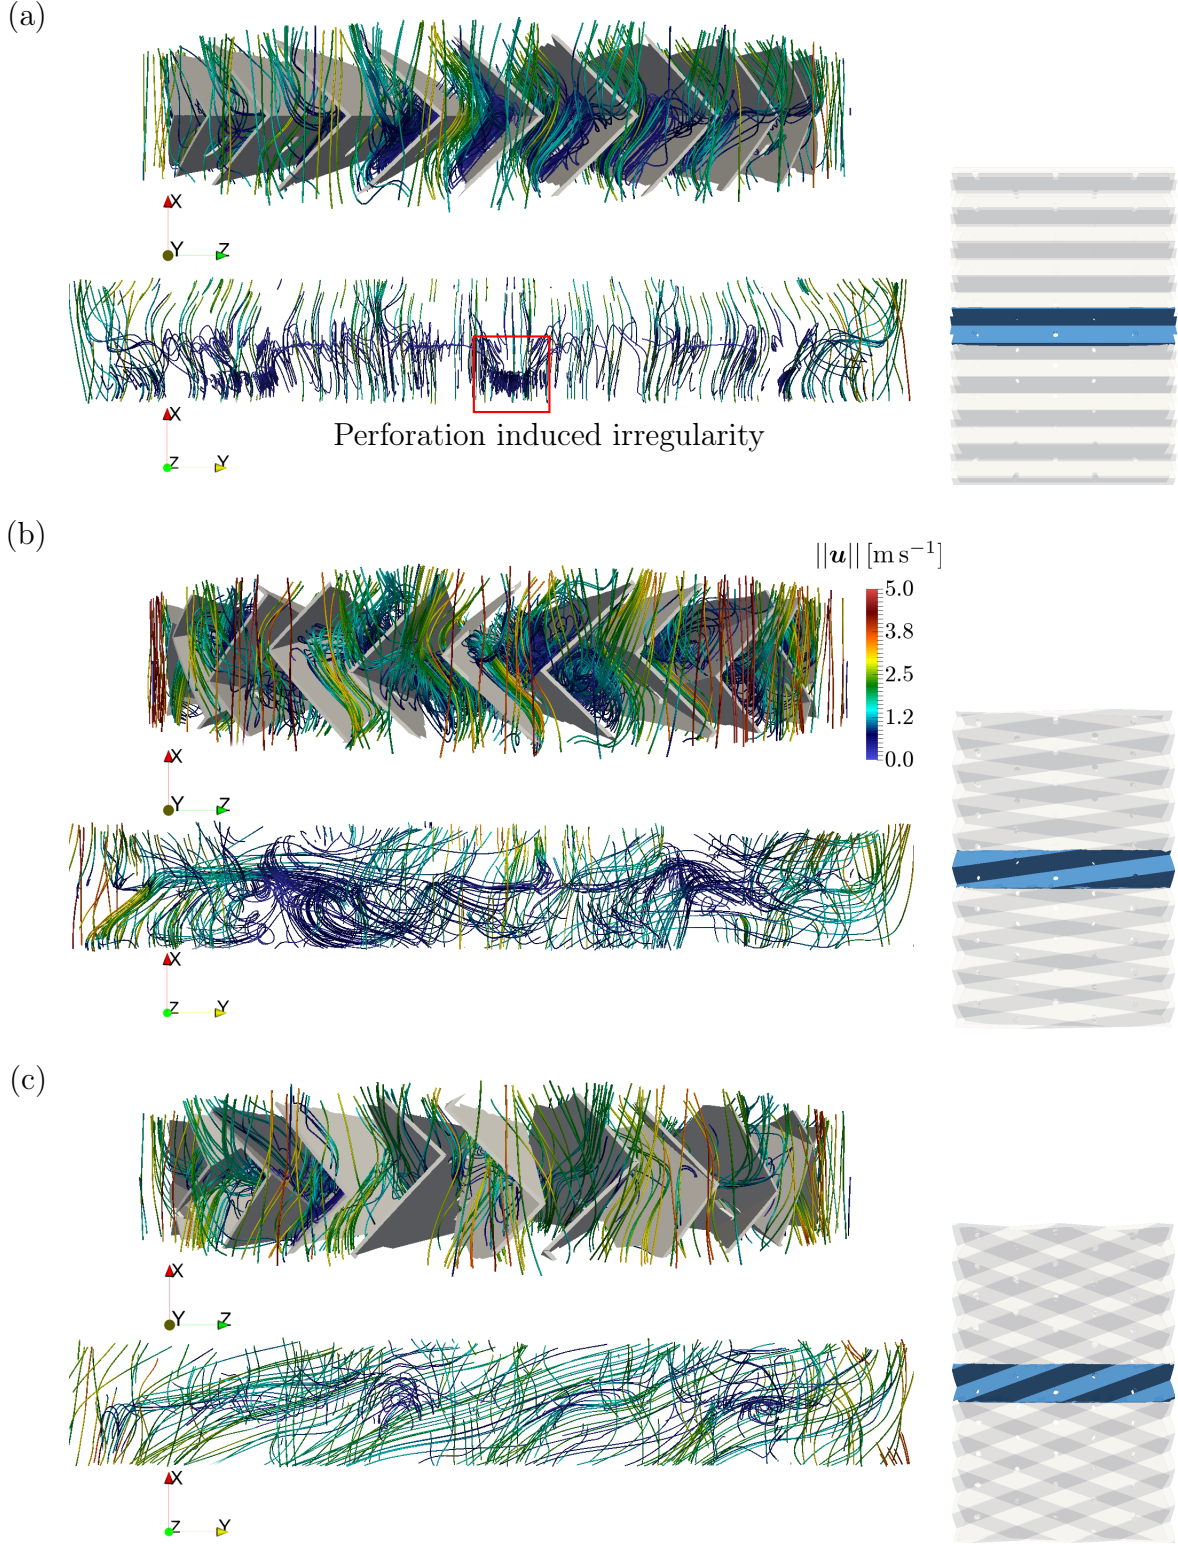 (a)
X
Y Z
X
Z Y
Perforation induced irregularity
(b)
||u|| [m s⁻¹]
5.0
3.8
2.5
1.2
0.0
X
Y Z
X
Z Y
(c)
X
Y Z
X
Z Y